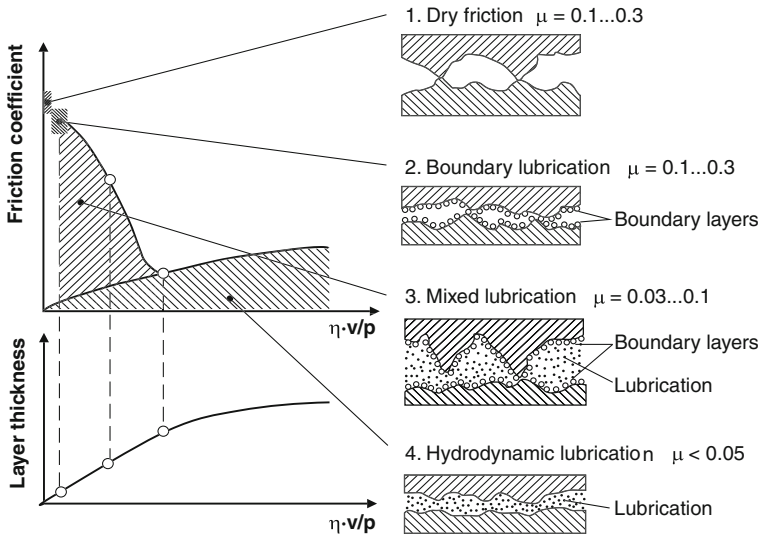 1. Dry friction μ = 0.1...0.3
Friction coefficient
2. Boundary lubrication μ = 0.1...0.3
Boundary layers
3. Mixed lubrication μ = 0.03...0.1
η·v/p
Boundary layers
Lubrication
Layer thickness
4. Hydrodynamic lubrication μ < 0.05
Lubrication
η·v/p